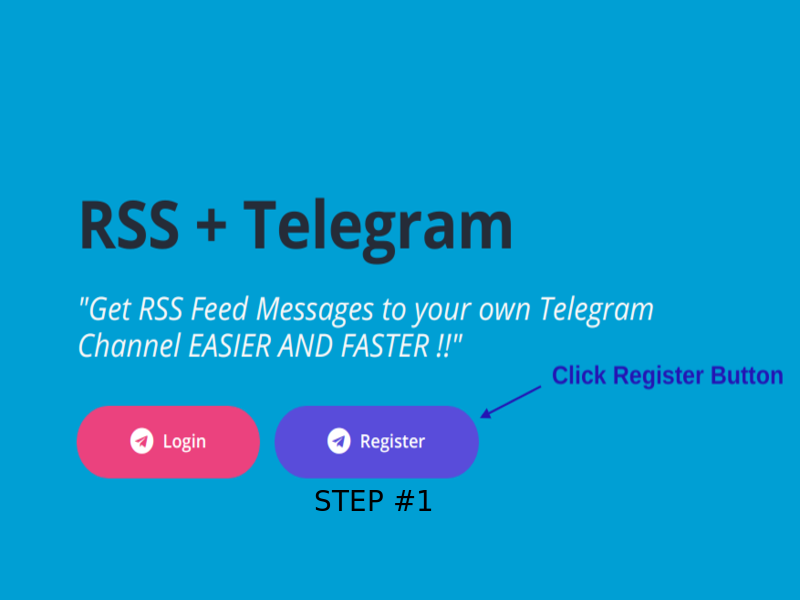 RSS + Telegram
"Get RSS Feed Messages to your own Telegram
Channel EASIER AND FASTER !!"
Click Register Button
Login
Register
STEP #1